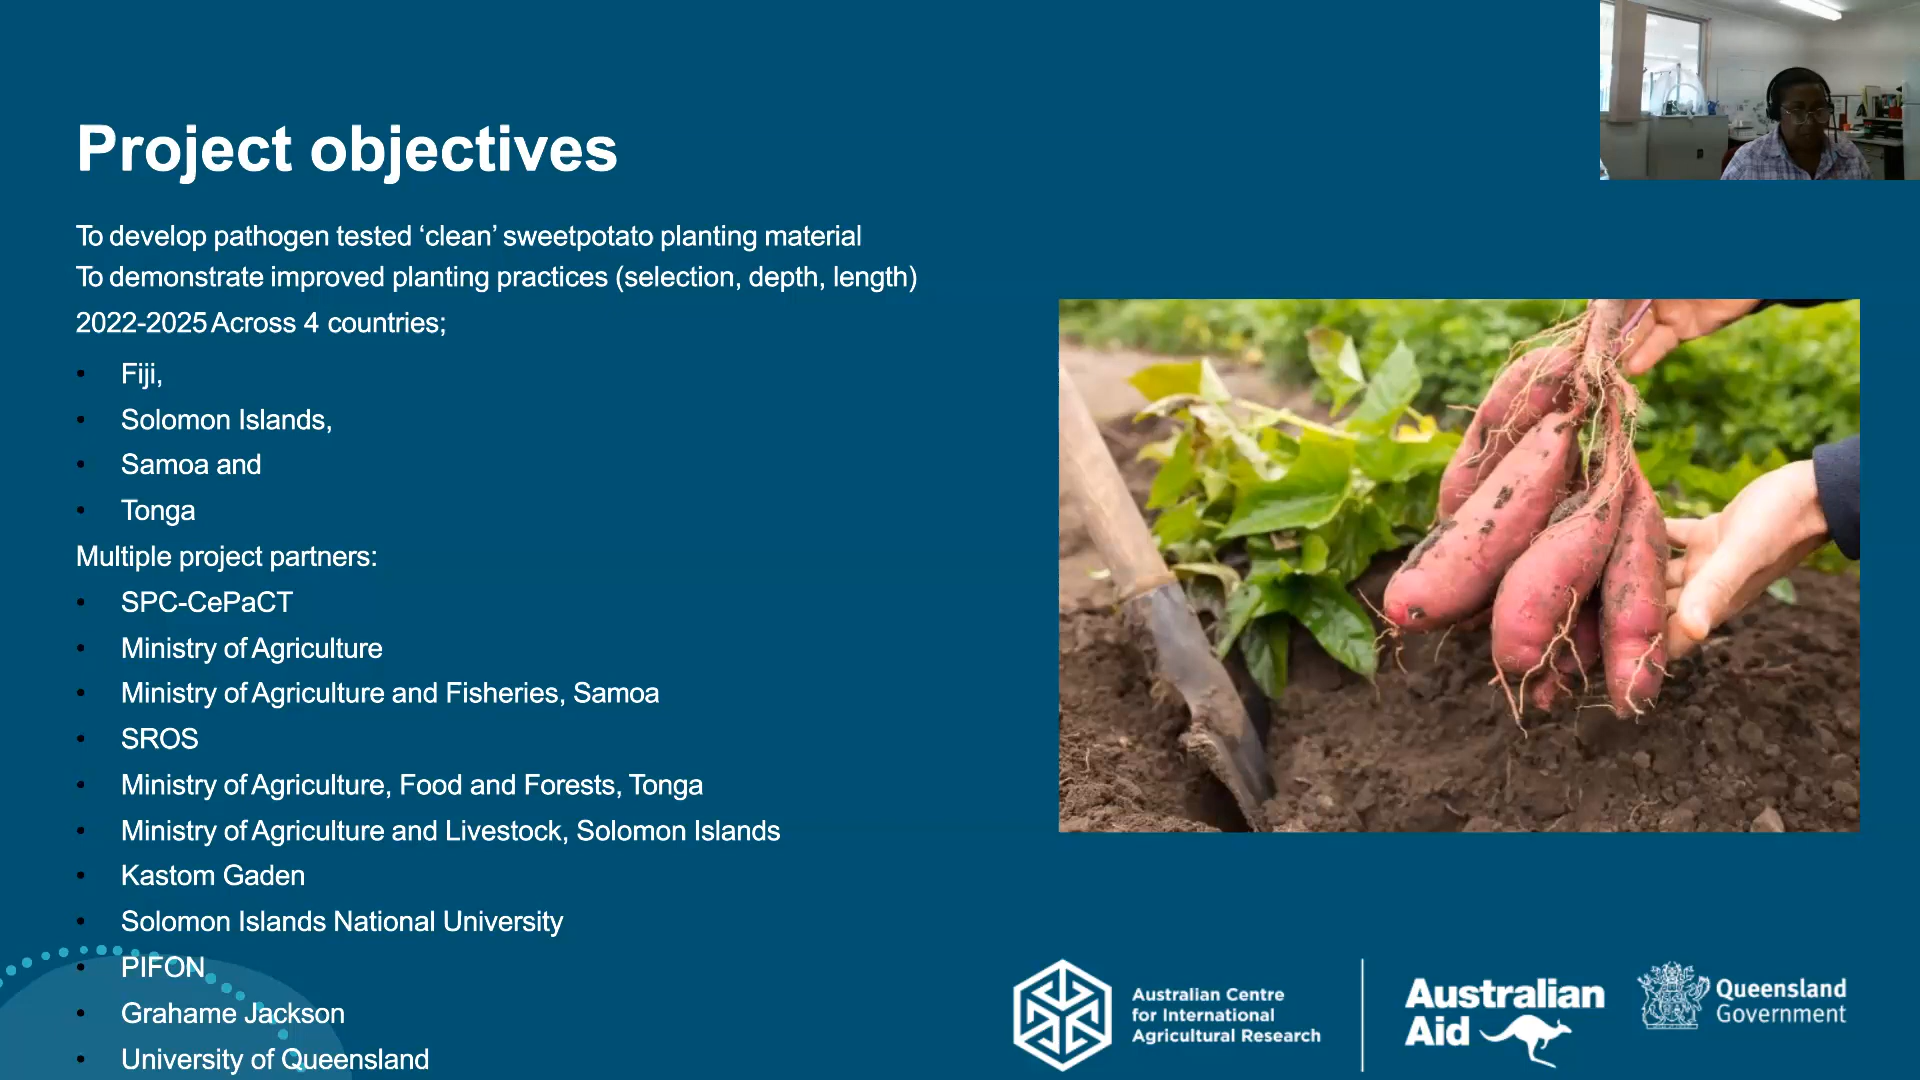 Project objectives
To develop pathogen tested ‘clean’ sweetpotato planting material
To demonstrate improved planting practices (selection, depth, length)
2022-2025 Across 4 countries;
• Fiji,
• Solomon Islands,
• Samoa and
• Tonga
Multiple project partners:
• SPC-CePaCT
• Ministry of Agriculture
• Ministry of Agriculture and Fisheries, Samoa
• SROS
• Ministry of Agriculture, Food and Forests, Tonga
• Ministry of Agriculture and Livestock, Solomon Islands
• Kastom Gaden
• Solomon Islands National University
• PIFON
• Grahame Jackson
• University of Queensland
Australian Centre
for International
Agricultural Research
Australian
Aid
Queensland
Government